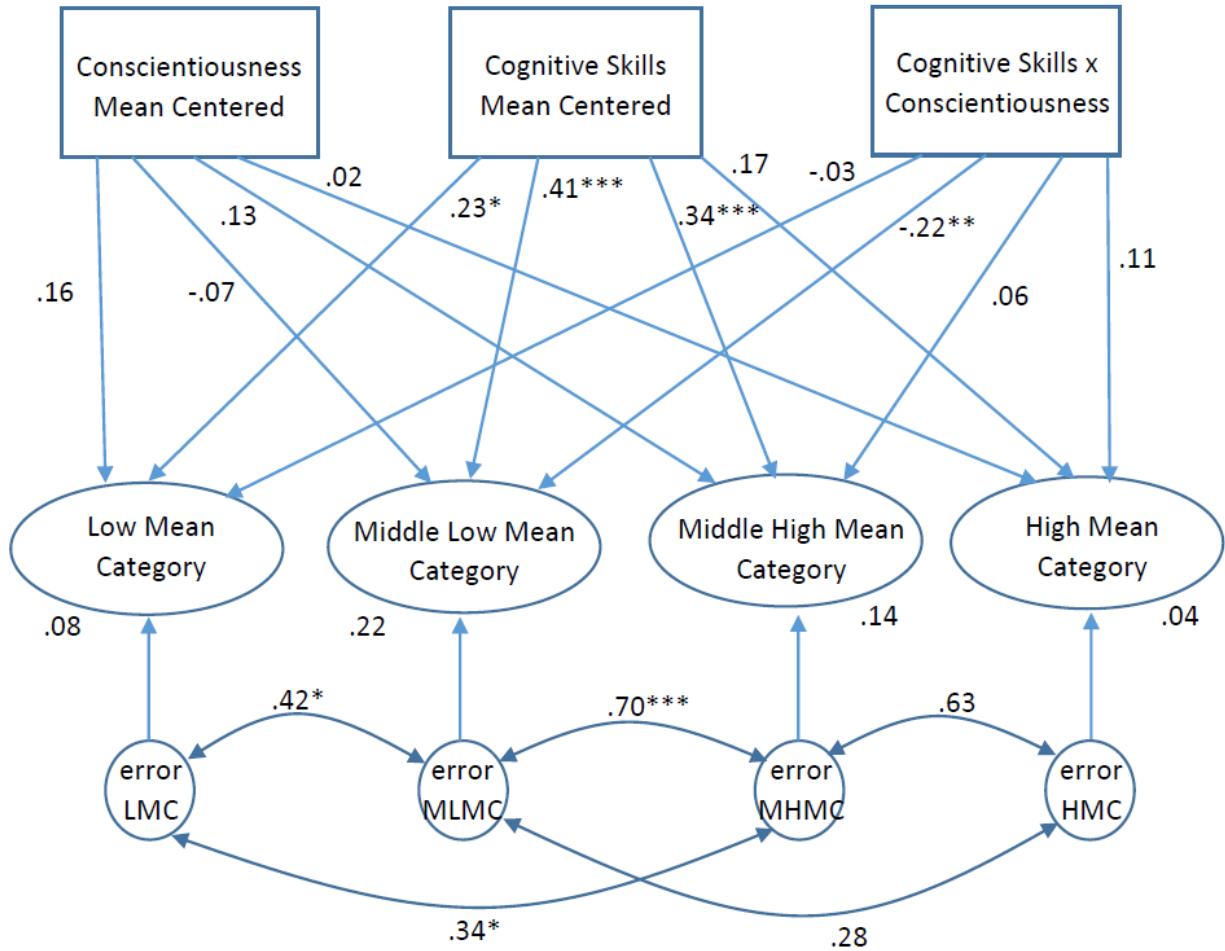 Conscientiousness
Mean Centered
Cognitive Skills
Mean Centered
Cognitive Skills x
Conscientiousness
.16
.13
-.07
.02
.23*
.41***
.34***
.17
-.03
-.22**
.06
.11
Low Mean
Category
Middle Low Mean
Category
Middle High Mean
Category
High Mean
Category
.08
.22
.14
.04
.42*
.70***
.63
error
LMC
error
MLMC
error
MHMC
error
HMC
.34*
.28